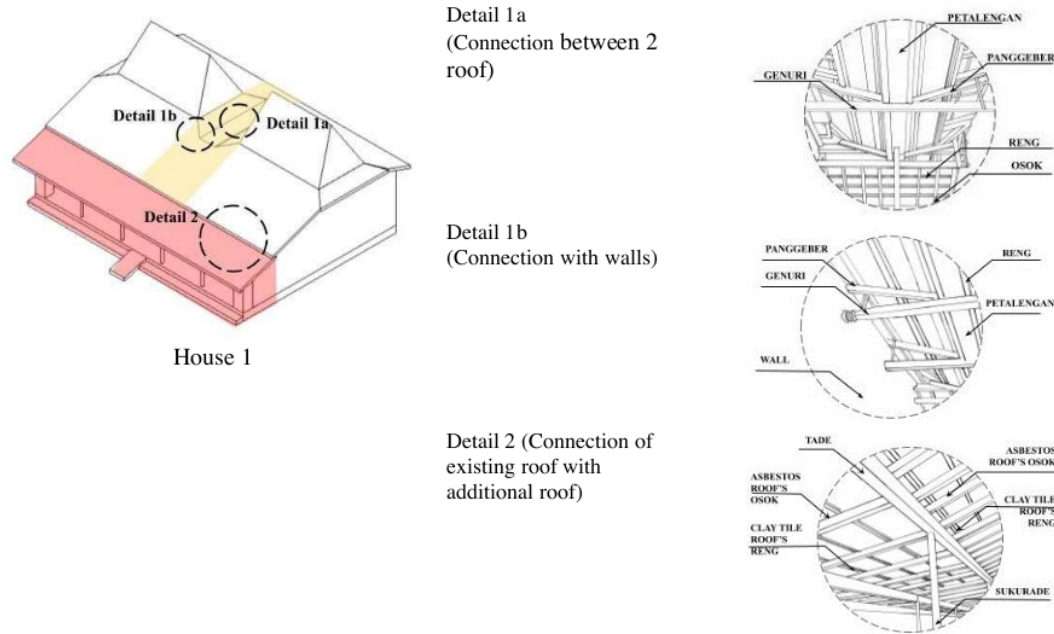 Detail 1b
Detail 1a
Detail 2
House 1
Detail 1a
(Connection between 2
roof)
PETALENGAN
PANGGEBER
GENURI
RENG
OSOK
Detail 1b
(Connection with walls)
PANGGEBER
GENURI
RENG
PETALENGAN
WALL
Detail 2 (Connection of
existing roof with
additional roof)
TADE
ASBESTOS
ROOF'S OSOK
ASBESTOS
ROOF'S
OSOK
CLAY TILE
ROOF'S
RENG
CLAY TILE
ROOF'S
RENG
SUKURADE